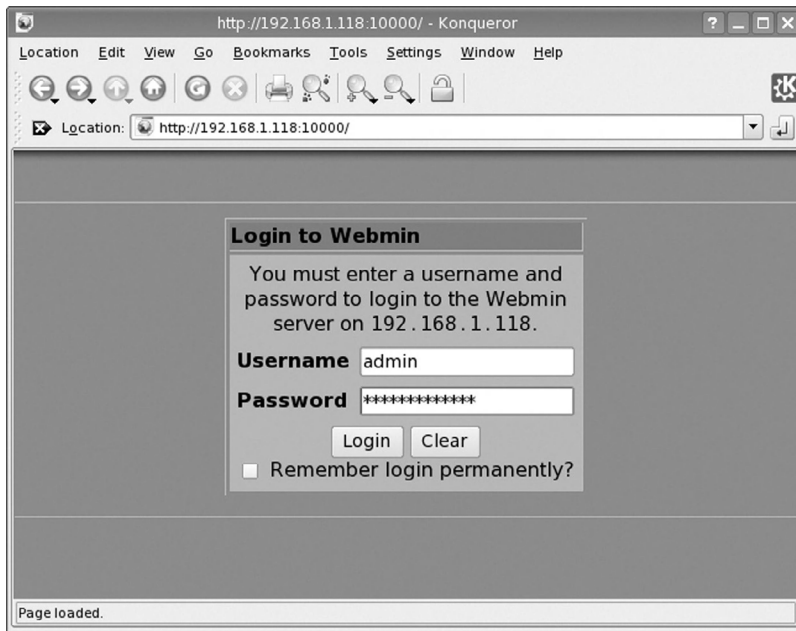 http://192.168.1.118:10000/ - Konqueror
Location Edit View Go Bookmarks Tools Settings Window Help
Location: http://192.168.1.118:10000/
Login to Webmin
You must enter a username and
password to login to the Webmin
server on 192.168.1.118.
Username admin
Password *************
Login Clear
Remember login permanently?
Page loaded.